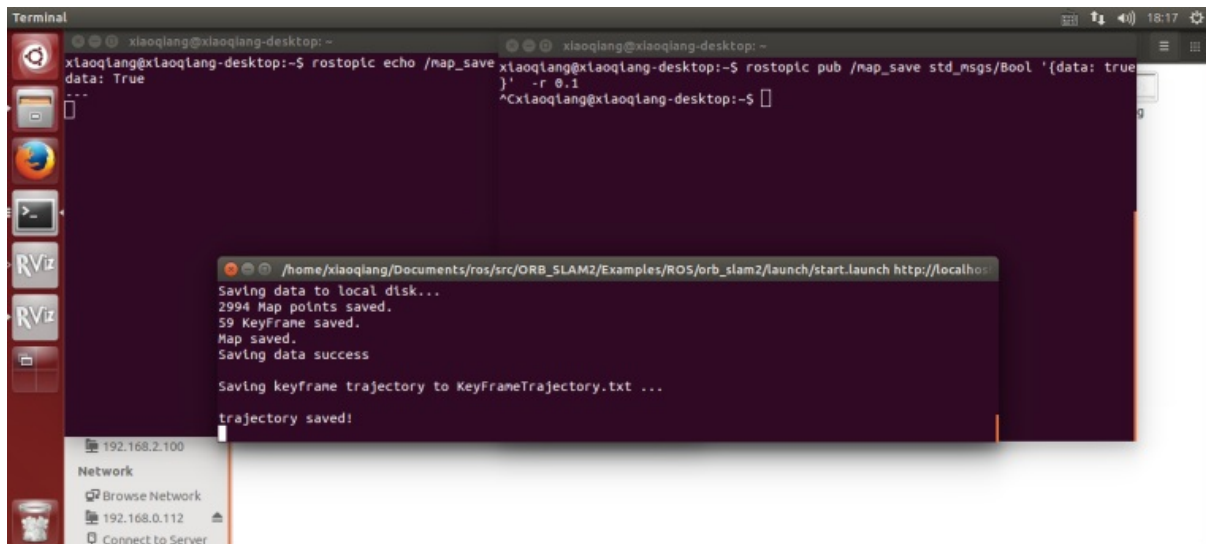 Terminal
18:17
xiaoqiang@xiaoqiang-desktop: ~
xiaoqiang@xiaoqiang-desktop:~$ rostopic echo /map_save
data: True
---
xiaoqiang@xiaoqiang-desktop: ~
xiaoqiang@xiaoqiang-desktop:~$ rostopic pub /map_save std_msgs/Bool '{data: true
}' -r 0.1
^Cxiaoqiang@xiaoqiang-desktop:~$
g
>_
RViz
RViz
/home/xiaoqiang/Documents/ros/src/ORB_SLAM2/Examples/ROS/orb_slam2/launch/start.launch http://localhos
Saving data to local disk...
2994 Map points saved.
59 KeyFrame saved.
Map saved.
Saving data success
Saving keyframe trajectory to KeyFrameTrajectory.txt ...
trajectory saved!
192.168.2.100
Network
Browse Network
192.168.0.112
Connect to Server